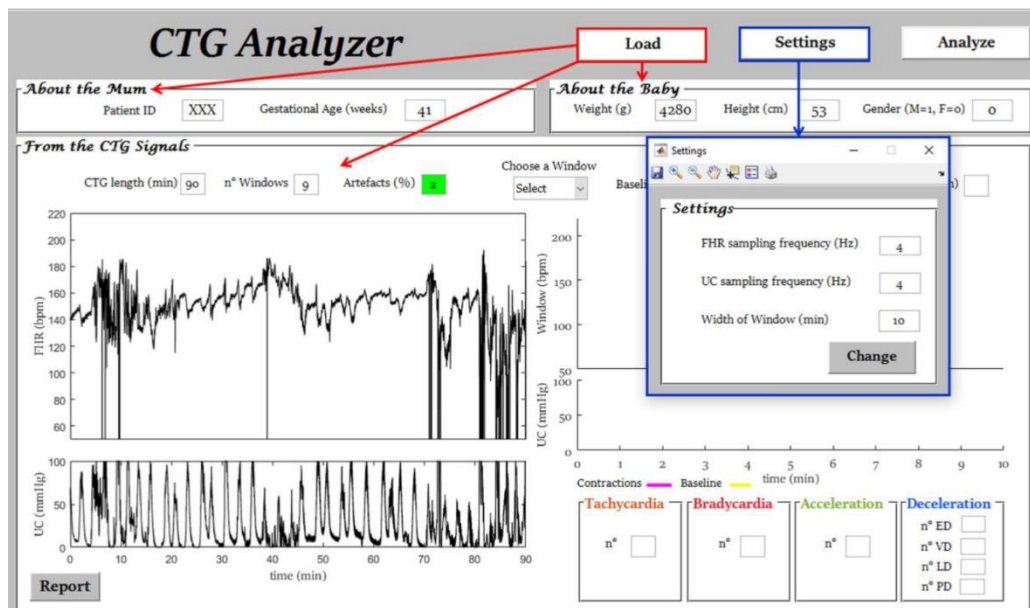 CTG Analyzer
Load
Settings
Analyze
About the Mum
Patient ID XXX Gestational Age (weeks) 41
About the Baby
Weight (g) 4280 Height (cm) 53 Gender (M=1, F=0) 0
From the CTG Signals
CTG length (min) 90 n° Windows 9 Artefacts (%) 2
Choose a Window
Select
Settings
Settings
FHR sampling frequency (Hz) 4
UC sampling frequency (Hz) 4
Width of Window (min) 10
Change
220
200
180
160
140
120
100
80
60
FHR (bpm)
200
150
100
50
Window (bpm)
100
50
0
UC (mmHg)
0 10 20 30 40 50 60 70 80 90
time (min)
100
50
0
UC (mmHg)
0 1 2 3 4 5 6 7 8 9 10
time (min)
Contractions Baseline
Tachycardia
n°
Bradycardia
n°
Acceleration
n°
Deceleration
n° ED
n° VD
n° LD
n° PD
Report